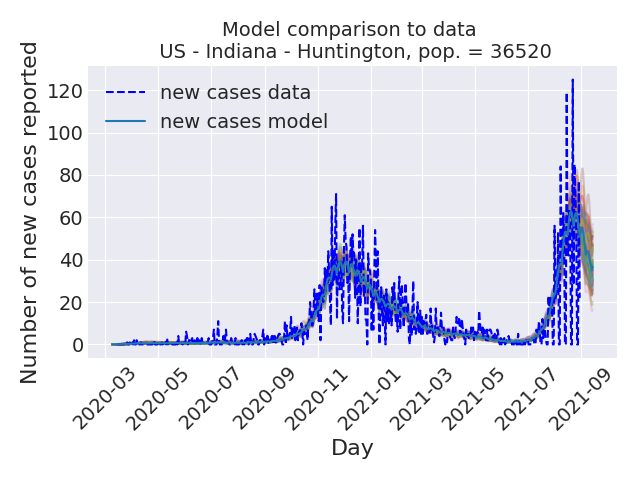 Model comparison to data
US - Indiana - Huntington, pop. = 36520
Number of new cases reported
120
100
80
60
40
20
0
new cases data
new cases model
2020-03
2020-05
2020-07
2020-09
2020-11
2021-01
2021-03
2021-05
2021-07
2021-09
Day